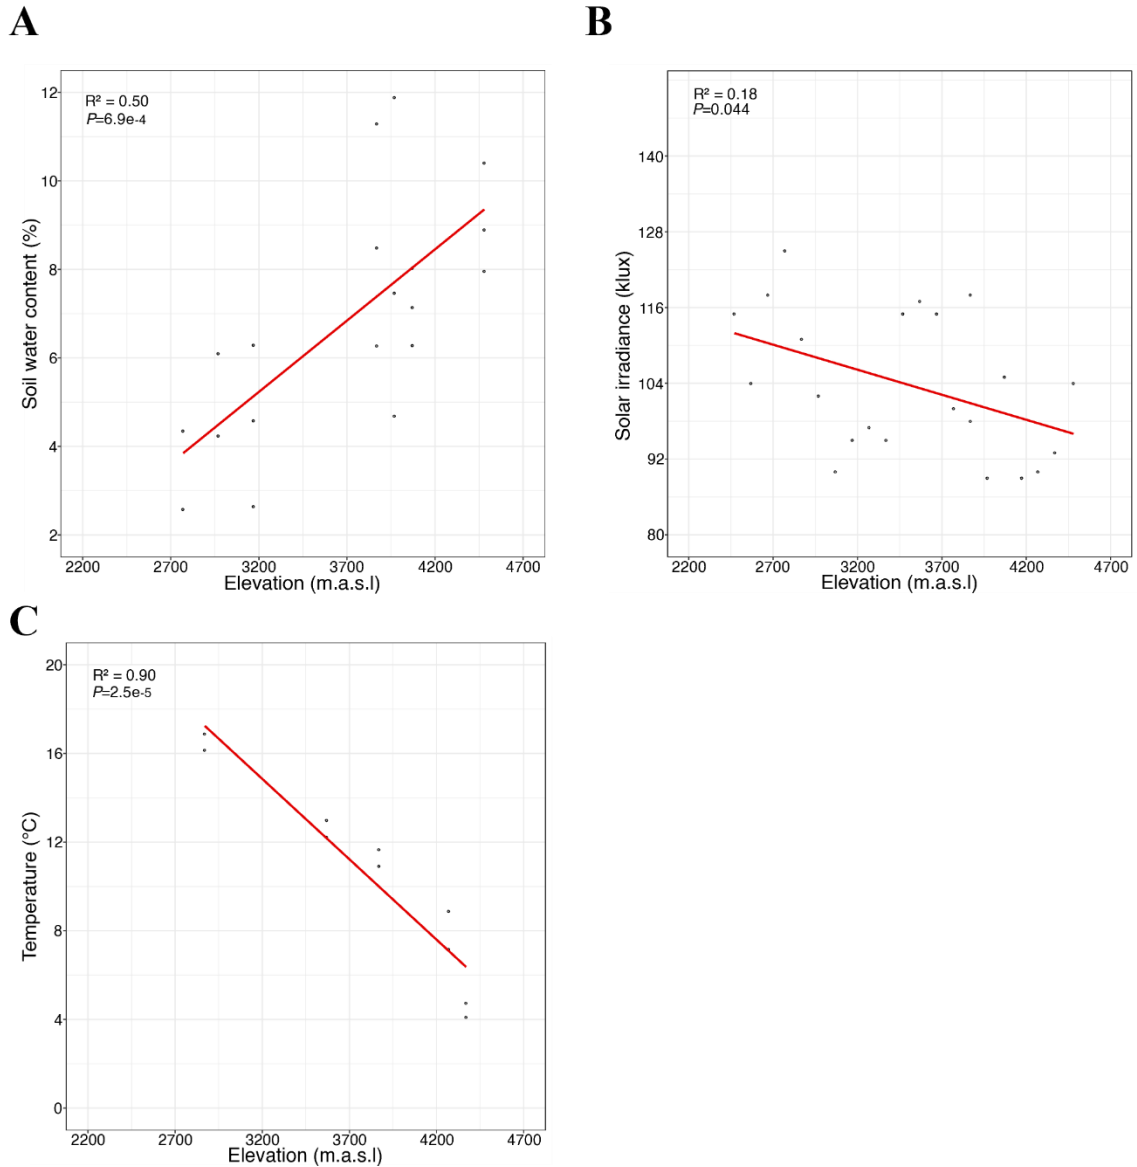 A
R² = 0.50
P=6.9e-4
12
10
8
6
4
2
Soil water content (%)
2200 2700 3200 3700 4200 4700
Elevation (m.a.s.l)
B
R² = 0.18
P=0.044
140
128
116
104
92
80
Solar irradiance (klux)
2200 2700 3200 3700 4200 4700
Elevation (m.a.s.l)
C
R² = 0.90
P=2.5e-5
20
16
12
8
4
0
Temperature (°C)
2200 2700 3200 3700 4200 4700
Elevation (m.a.s.l)